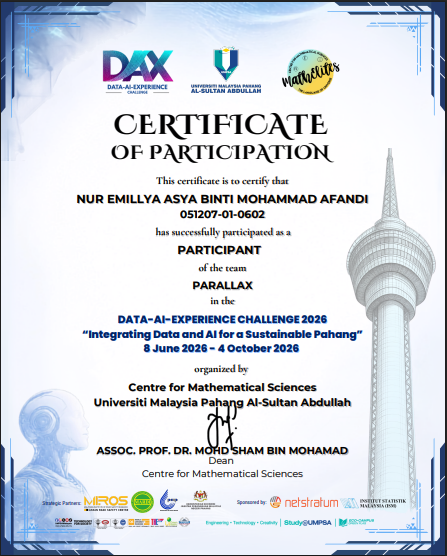 DAX
DATA-AI-EXPERIENCE
CHALLENGE
UMPSA
UNIVERSITI MALAYSIA PAHANG
AL-SULTAN ABDULLAH
mathelites
CERTIFICATE
OF PARTICIPATION
This certificate is to certify that
NUR EMILLYA ASYA BINTI MOHAMMAD AFANDI
051207-01-0602
has successfully participated as a
PARTICIPANT
of the team
PARALLAX
in the
DATA-AI-EXPERIENCE CHALLENGE 2026
“Integrating Data and AI for a Sustainable Pahang”
8 June 2026 - 4 October 2026
organized by
Centre for Mathematical Sciences
Universiti Malaysia Pahang Al-Sultan Abdullah
ASSOC. PROF. DR. MOHD SHAM BIN MOHAMAD
Dean
Centre for Mathematical Sciences
Strategic Partners:
MIROS
Sponsored by:
netstratum
INSTITUT STATISTIK
MALAYSIA (ISM)
Engineering • Technology • Creativity
Study@UMPSA
ECO-CAMPUS